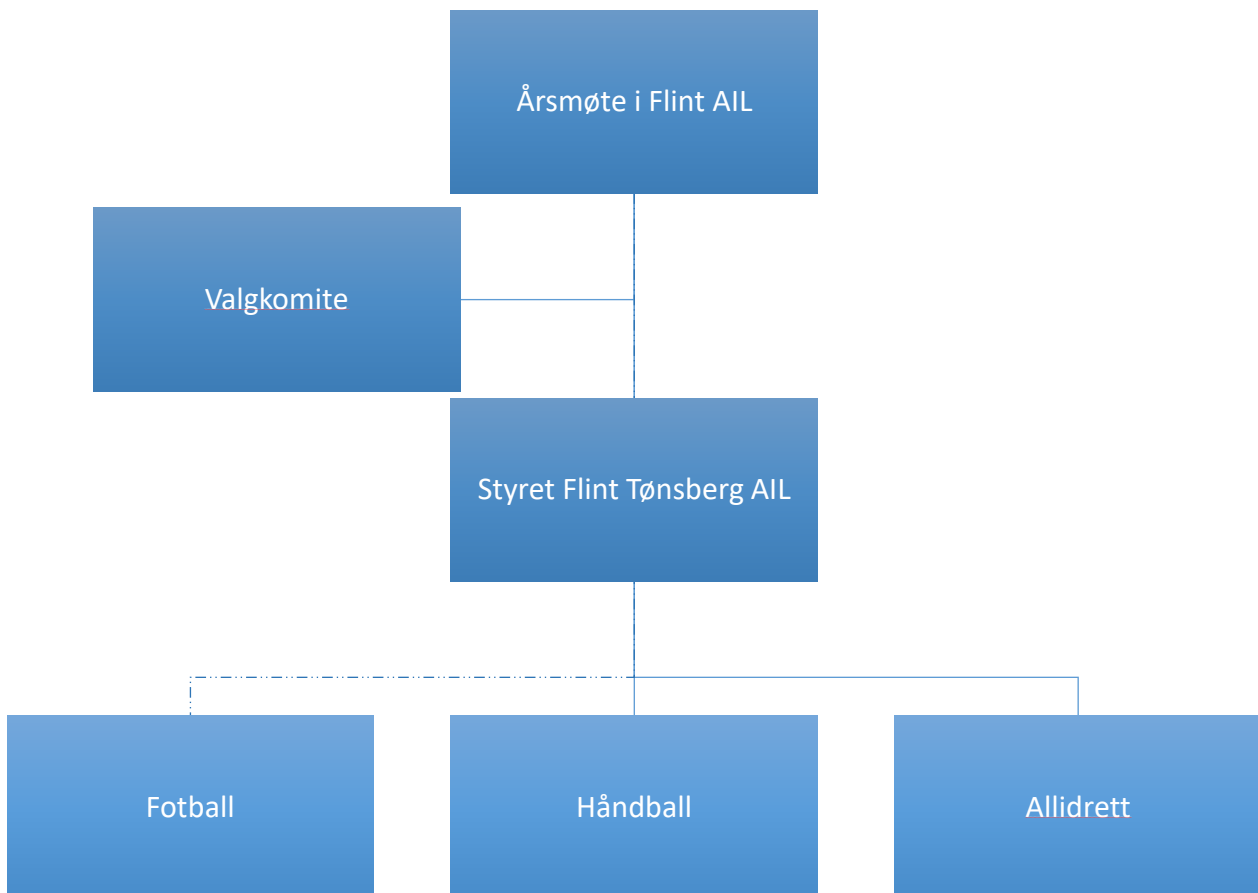 Årsmøte i Flint AIL
Valgkomite
Styret Flint Tønsberg AIL
Fotball
Håndball
Allidrett